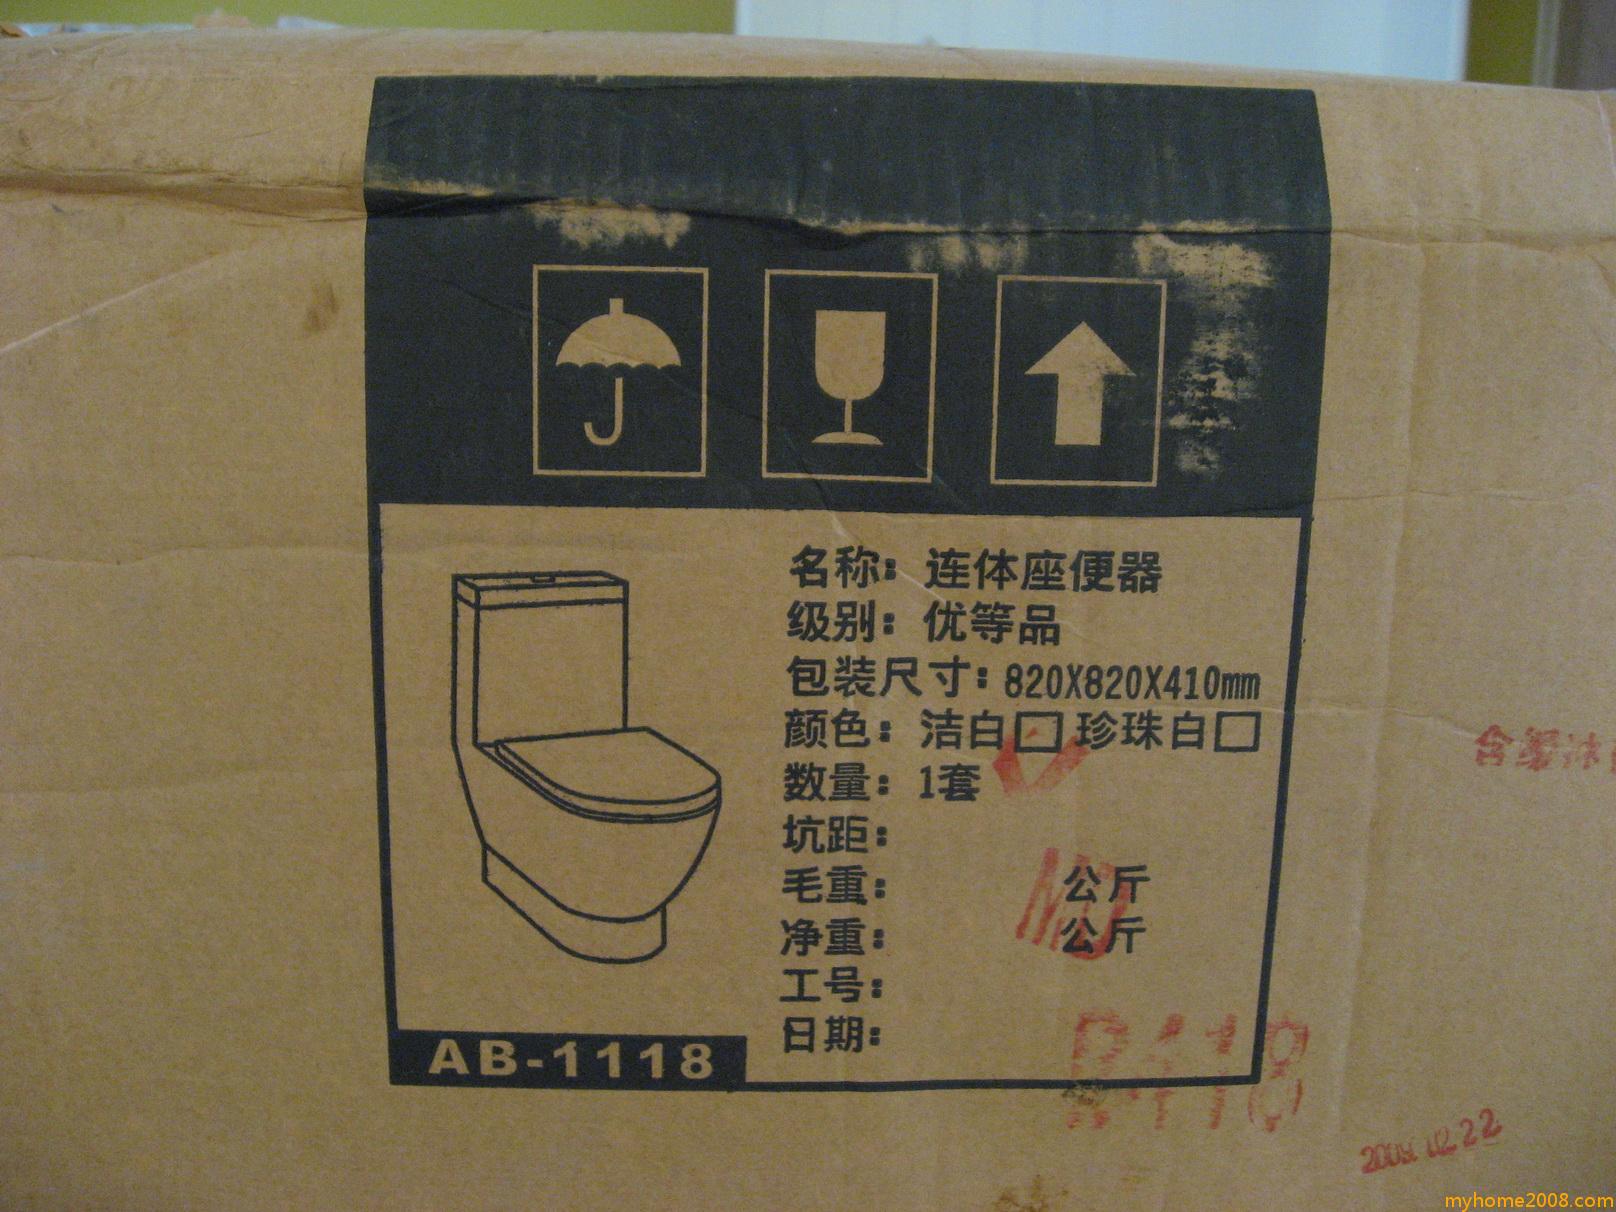 名称：连体座便器
级别：优等品
包装尺寸：820X820X410mm
颜色：洁白□ 珍珠白□
数量：1套
坑距：
毛重：公斤
净重：公斤
工号：
日期：
AB-1118
B118
myhome2008.com